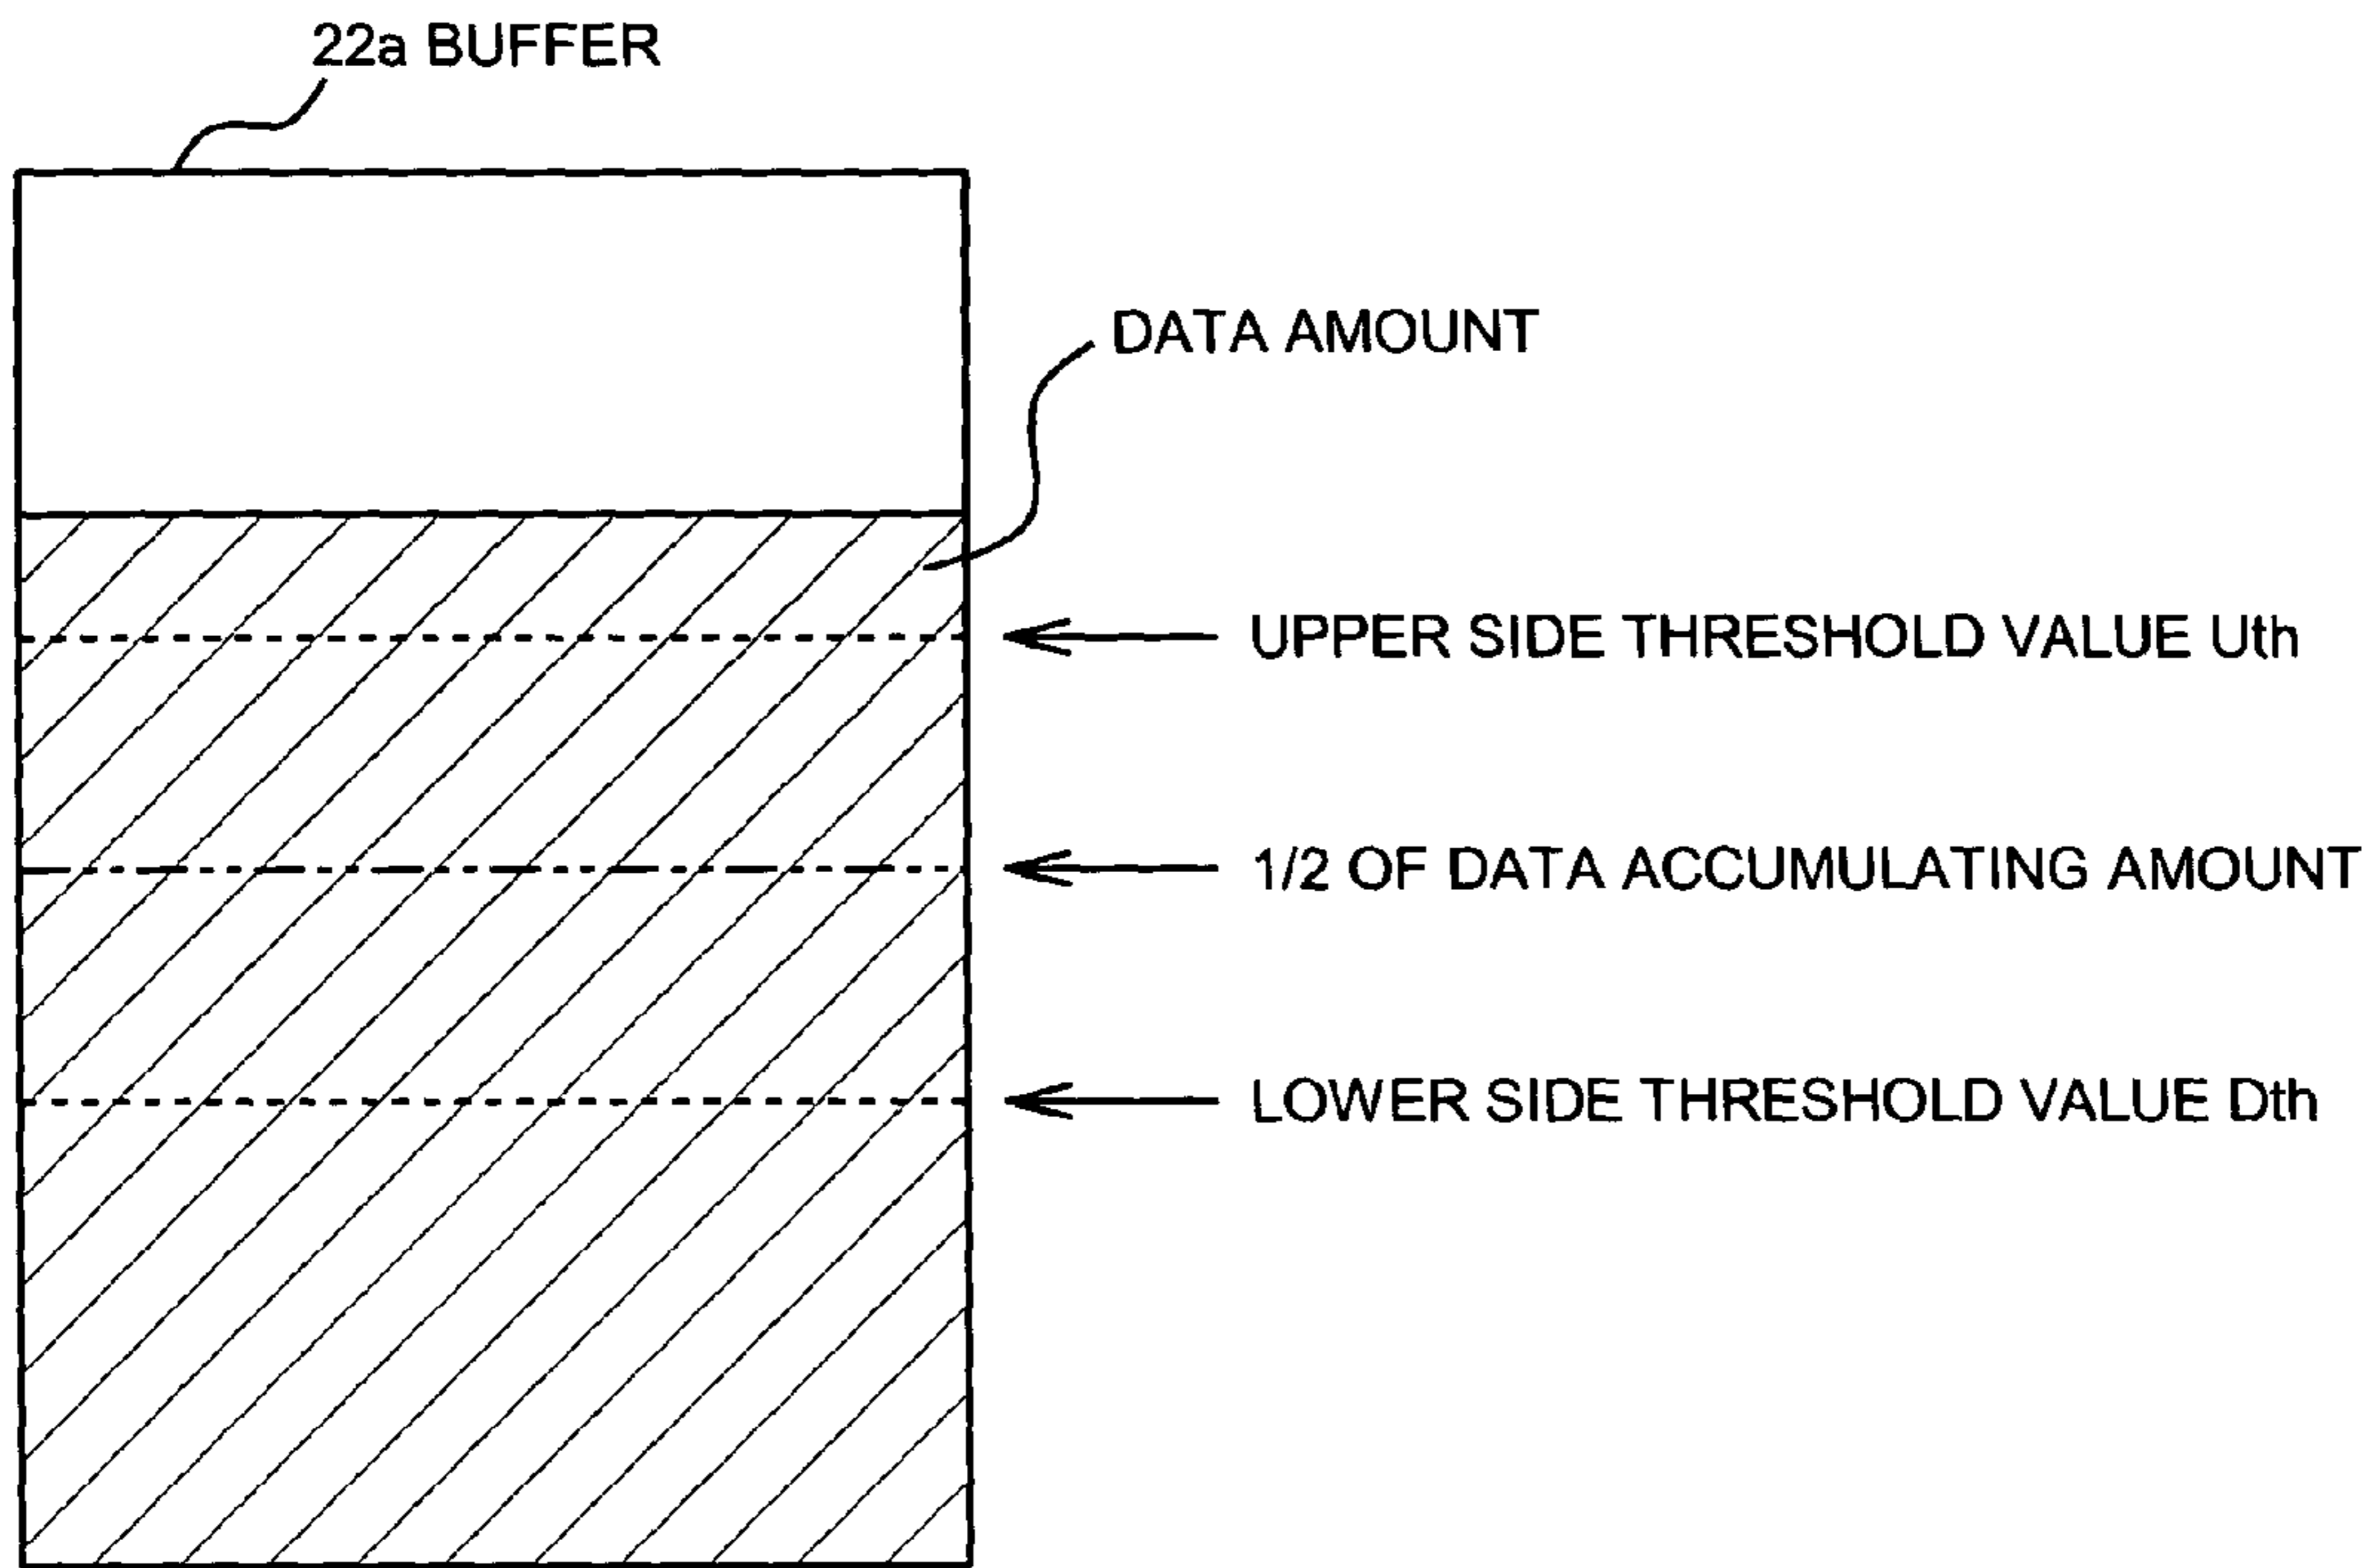 22a BUFFER
DATA AMOUNT
UPPER SIDE THRESHOLD VALUE Uth
1/2 OF DATA ACCUMULATING AMOUNT
LOWER SIDE THRESHOLD VALUE Dth